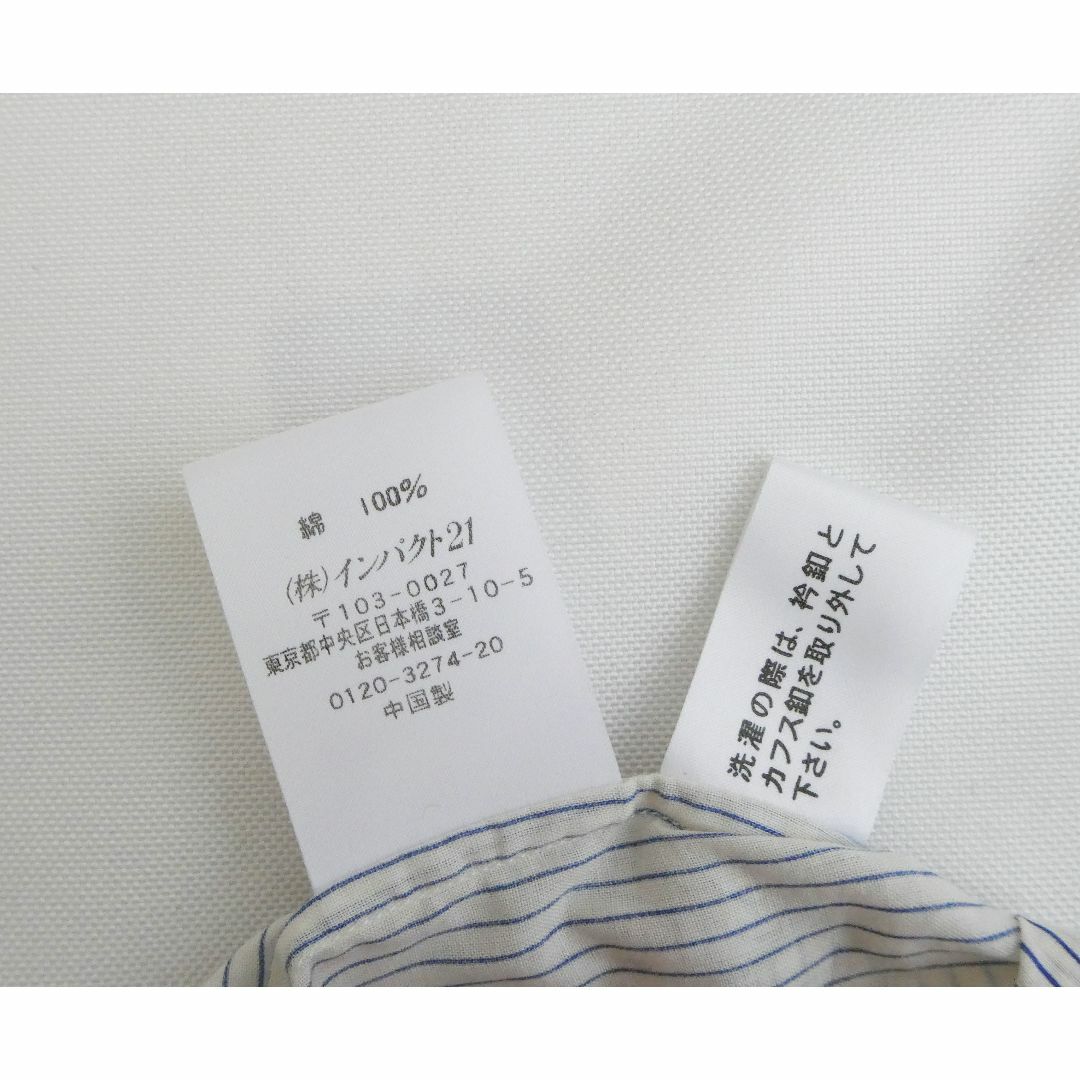 綿 100%
(株)インパクト21
〒103-0027
東京都中央区日本橋3-10-5
お客様相談室
0120-3274-20
中国製
洗濯の際は、衿釦と
カフス釦を取り外して
下さい。